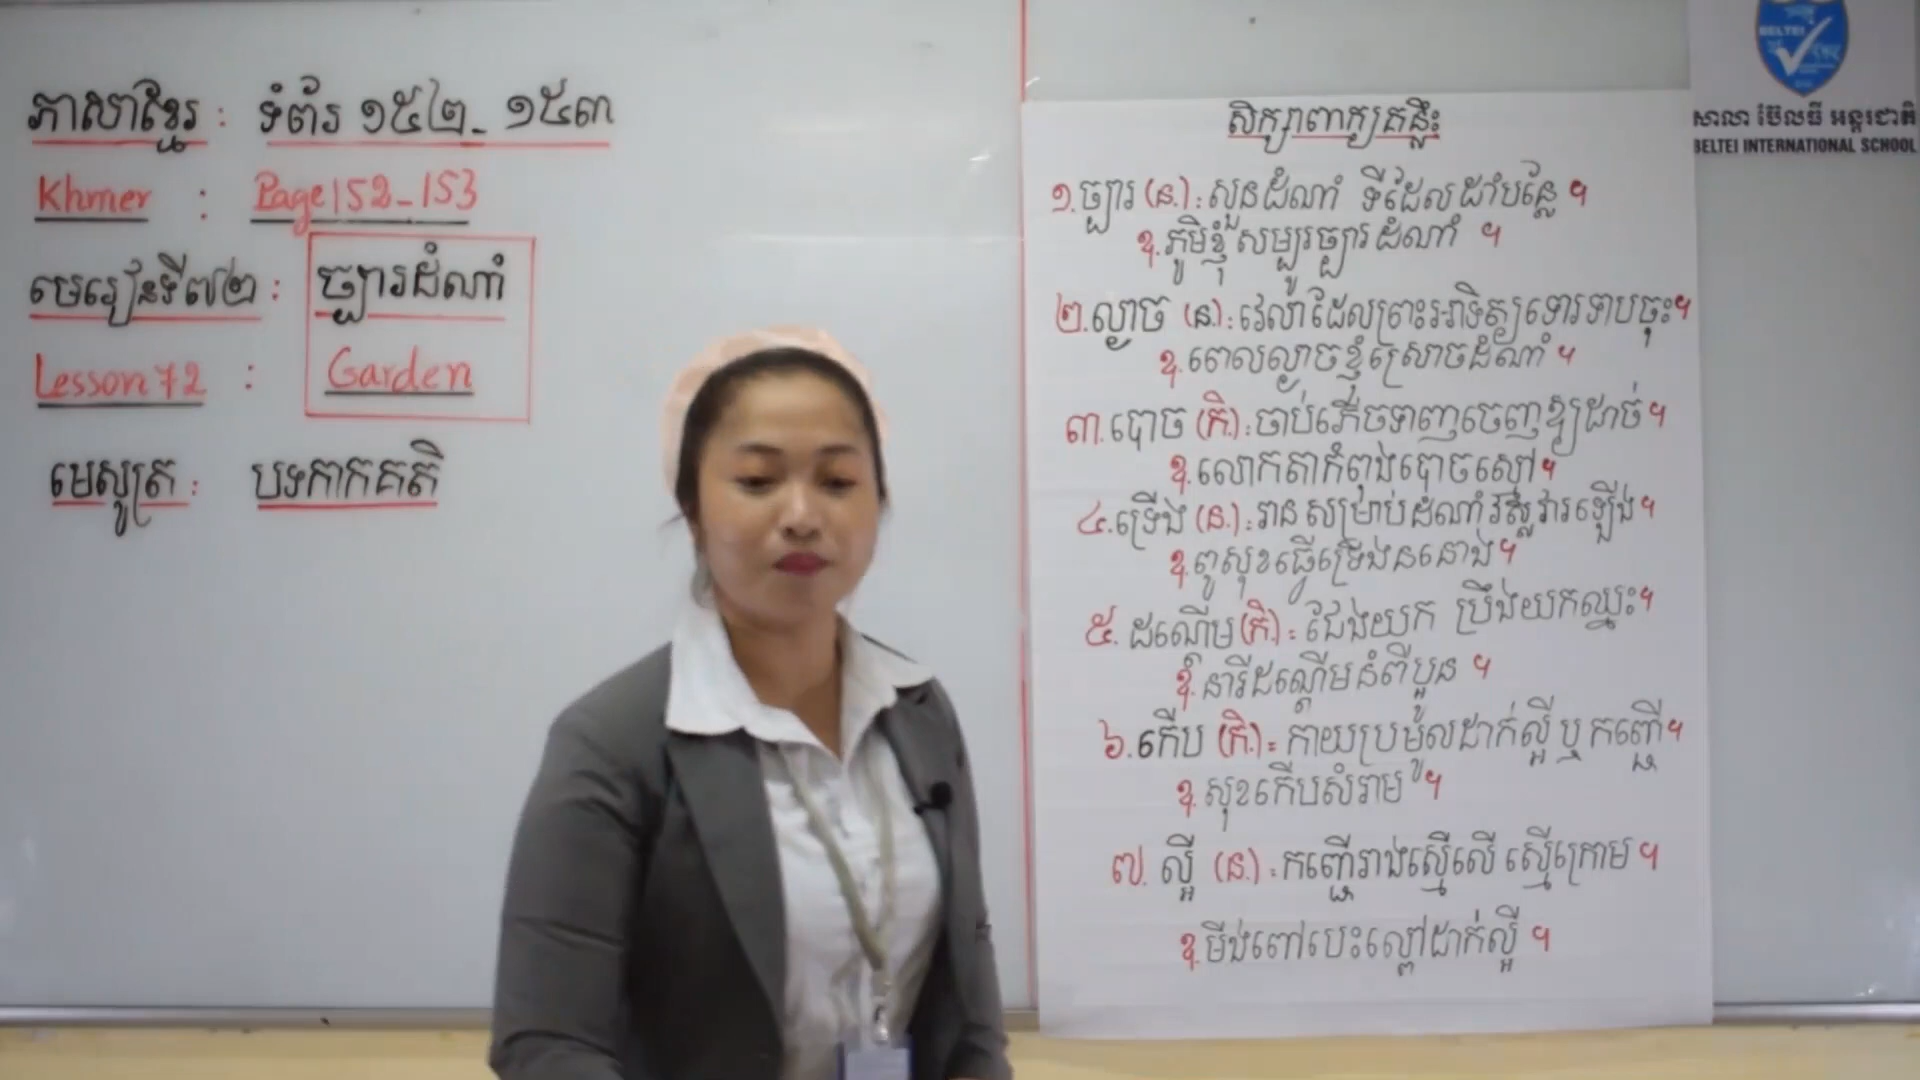 ភាសាខ្មែរ : ទំព័រ ១៥២_ ១៥៣
Khmer : Page 152_153
មេរៀនទី៧២ : ច្បារដំណាំ
Lesson 72 : Garden
មេសូត្រ : បទកាកគតិ
សិក្សាពាក្យគន្លឹះ
១. ច្បារ (ន.) : សួនដំណាំ ទីដែលដាំបន្លែ ។
ឧ. ភូមិខ្ញុំ សម្បូរច្បារដំណាំ ។
២. ល្ងាច (ន.) : វេលាដែលព្រះអាទិត្យទោរទាបចុះ។
ឧ. ពេលល្ងាចខ្ញុំស្រោចដំណាំ ។
៣. បោច (កិ.) : ចាប់ភើចទាញចេញឱ្យដាច់ ។
ឧ. លោកតាកំពុងបោចស្មៅ។
៤. ទ្រើង (ន.) : រានសម្រាប់ដំណាំវល្លិវារឡើង ។
ឧ. ពូសុខធ្វើទ្រើងននោង ។
៥. ដណ្ដើម (កិ.) : ជែងយក ប្រឹងយកឈ្នះ ។
ឧ. នារីដណ្ដើមនំពីប្អូន ។
៦. កើប (កិ.) : កាយប្រមូលដាក់ល្អី ឬ កញ្ជើ ។
ឧ. សុខកើបសំរាម ។
៧. ល្អី (ន.) : កញ្ជើរាងស្មើលើ ស្មើក្រោម ។
ឧ. មីងពៅបេះល្ពៅដាក់ល្អី ។
BELTEI
សាលា ប៊ែលធី អន្តរជាតិ
BELTEI INTERNATIONAL SCHOOL